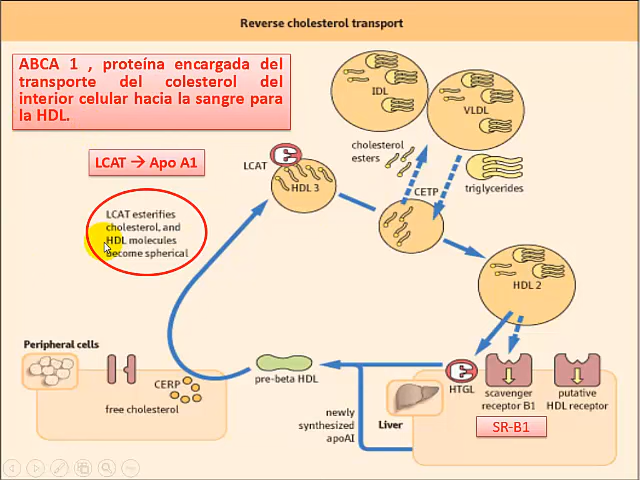 Reverse cholesterol transport
ABCA 1 , proteína encargada del
transporte del colesterol del
interior celular hacia la sangre para
la HDL.
IDL
IDL
VLDL
cholesterol
esters
LCAT → Apo A1
LCAT
HDL 3
CETP
triglycerides
LCAT esterifies
cholesterol, and
HDL molecules
become spherical
HDL 2
Peripheral cells
CERP
free cholesterol
pre-beta HDL
newly
synthesized
apoAI
Liver
HTGL
scavenger
receptor B1
putative
HDL receptor
SR-B1